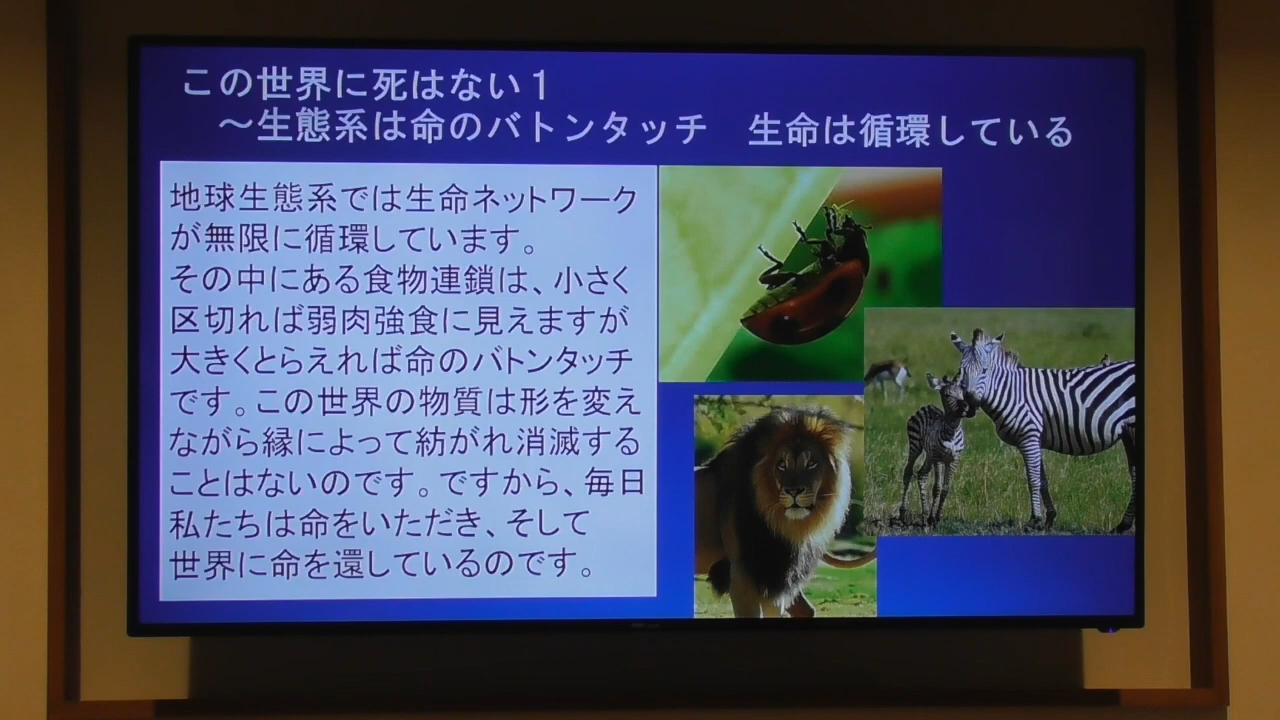 この世界に死はない１
～生態系は命のバトンタッチ　生命は循環している
地球生態系では生命ネットワーク
が無限に循環しています。
その中にある食物連鎖は、小さく
区切れば弱肉強食に見えますが
大きくとらえれば命のバトンタッチ
です。この世界の物質は形を変え
ながら縁によって紡がれ消滅する
ことはないのです。ですから、毎日
私たちは命をいただき、そして
世界に命を還しているのです。